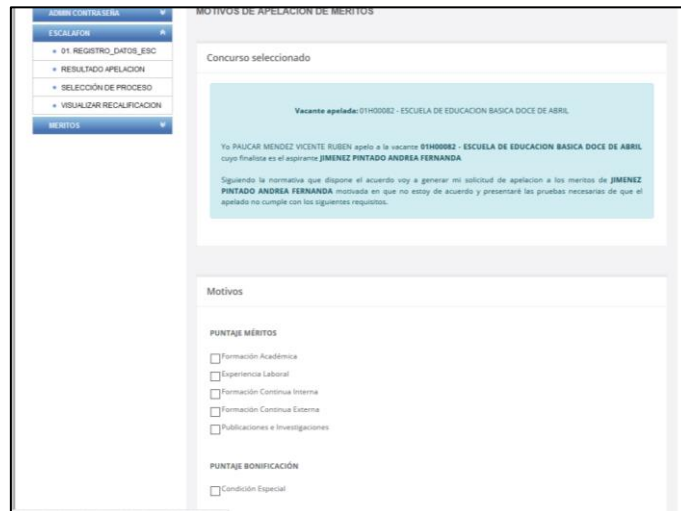 ADMIN CONTRASEÑA
ESCALAFON
01. REGISTRO_DATOS_ESC
RESULTADO APELACION
SELECCIÓN DE PROCESO
VISUALIZAR RECALIFICACION
MERITOS
MOTIVOS DE APELACION DE MERITOS
Concurso seleccionado
Vacante apelada: 01H00082 - ESCUELA DE EDUCACION BASICA DOCE DE ABRIL
Yo PAUCAR MENDEZ VICENTE RUBEN apelo a la vacante 01H00082 - ESCUELA DE EDUCACION BASICA DOCE DE ABRIL
cuyo finalista es el aspirante JIMENEZ PINTADO ANDREA FERNANDA
Siguiendo la normativa que dispone el acuerdo voy a generar mi solicitud de apelacion a los meritos de JIMENEZ
PINTADO ANDREA FERNANDA motivada en que no estoy de acuerdo y presentaré las pruebas necesarias de que el
apelado no cumple con los siguientes requisitos.
Motivos
PUNTAJE MÉRITOS
Formación Académica
Experiencia Laboral
Formación Continua Interna
Formación Continua Externa
Publicaciones e Investigaciones
PUNTAJE BONIFICACIÓN
Condición Especial